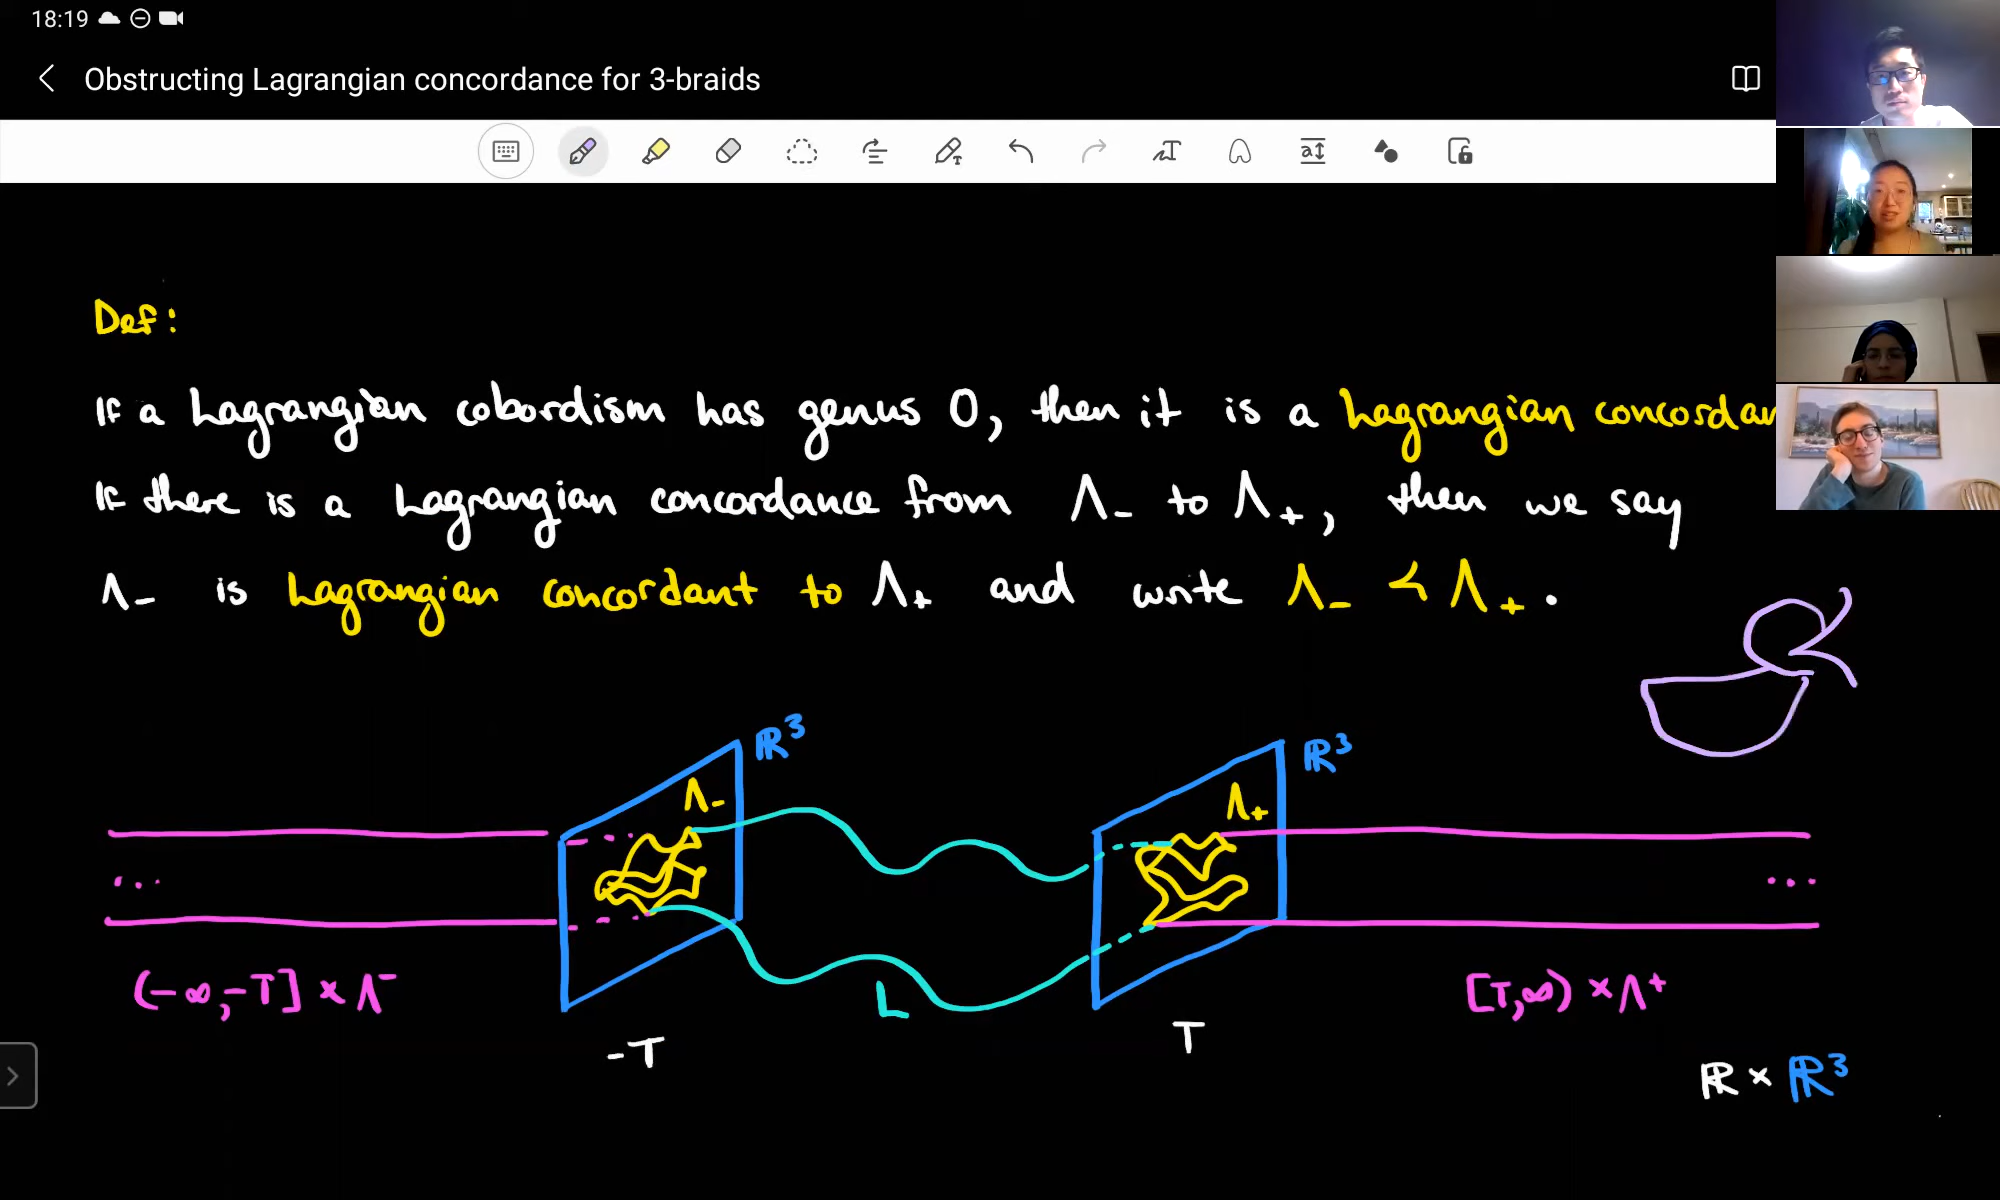 18:19
Obstructing Lagrangian concordance for 3-braids
Def:
If a Lagrangian cobordism has genus 0, then it is a Lagrangian concordan
If there is a Lagrangian concordance from Λ₋ to Λ₊, then we say
Λ₋ is Lagrangian concordant to Λ₊ and write Λ₋ ≺ Λ₊.
ℝ³ ℝ³
Λ₋ Λ₊
... ...
(-∞,-T] × Λ⁻ L [T,∞) × Λ⁺
-T T
ℝ × ℝ³